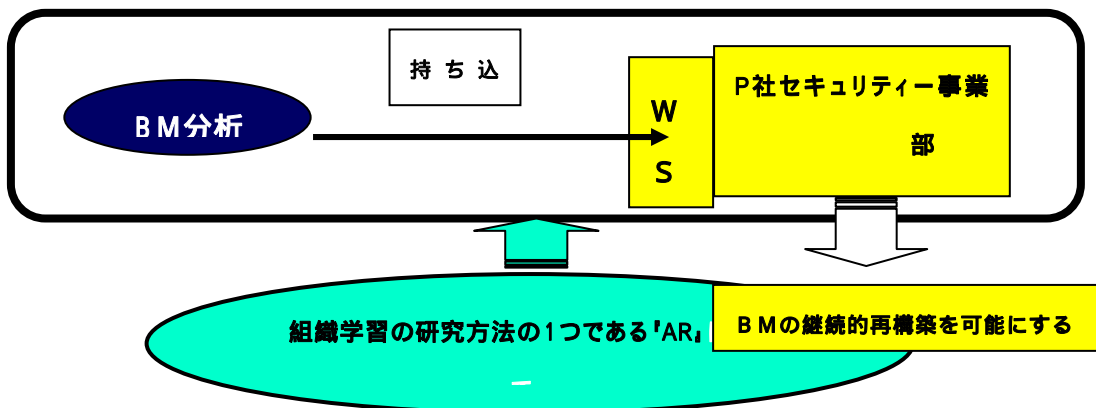 持ち込
BM分析
W
S
P社セキュリティー事業
部
組織学習の研究方法の1つである「AR」
BMの継続的再構築を可能にする